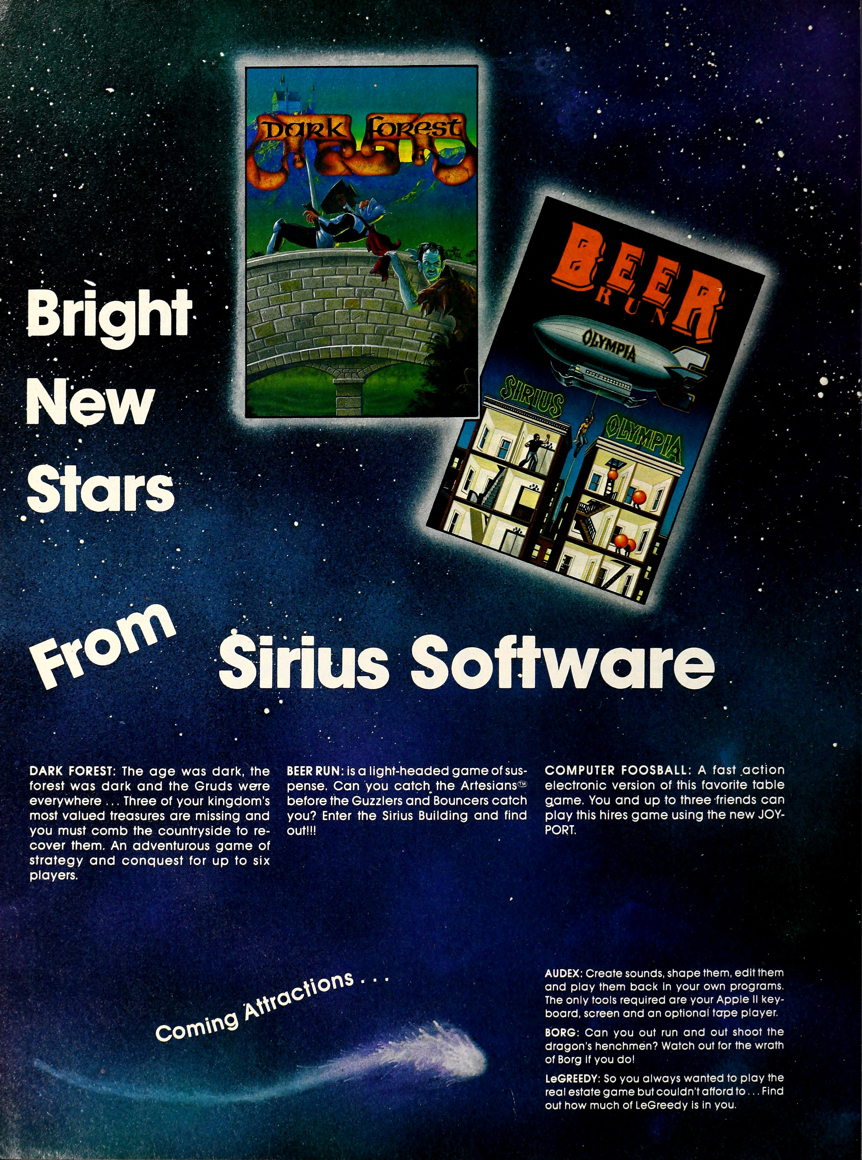 Dark Forest
BEER
RUN
OLYMPIA
SIRIUS
OLYMPIA
Bright
New
Stars
From
Sirius Software
DARK FOREST: The age was dark, the
forest was dark and the Gruds were
everywhere ... Three of your kingdom's
most valued treasures are missing and
you must comb the countryside to re-
cover them. An adventurous game of
strategy and conquest for up to six
players.
BEER RUN: is a light-headed game of sus-
pense. Can you catch the Artesians™
before the Guzzlers and Bouncers catch
you? Enter the Sirius Building and find
out!!!
COMPUTER FOOSBALL: A fast action
electronic version of this favorite table
game. You and up to three friends can
play this hires game using the new JOY-
PORT.
Coming Attractions ...
AUDEX: Create sounds, shape them, edit them
and play them back in your own programs.
The only tools required are your Apple II key-
board, screen and an optional tape player.
BORG: Can you out run and out shoot the
dragon's henchmen? Watch out for the wrath
of Borg if you do!
LeGREEDY: So you always wanted to play the
real estate game but couldn't afford to ... Find
out how much of LeGreedy is in you.